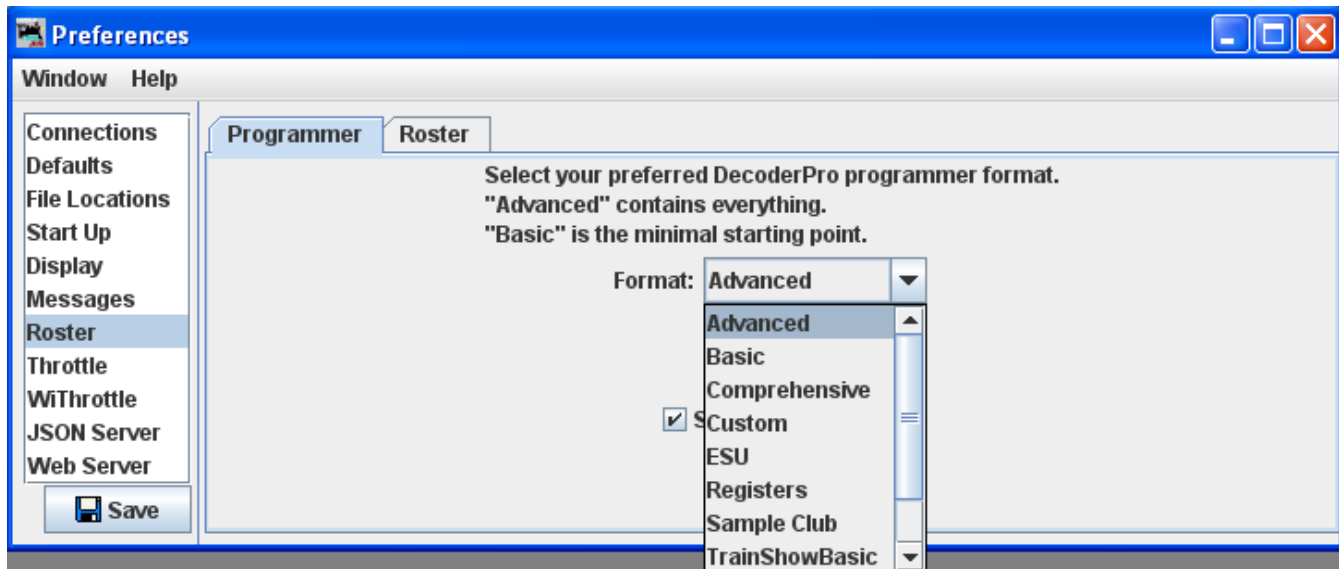 Preferences
Window Help
Connections
Defaults
File Locations
Start Up
Display
Messages
Roster
Throttle
WiThrottle
JSON Server
Web Server
Save
Programmer Roster
Select your preferred DecoderPro programmer format.
"Advanced" contains everything.
"Basic" is the minimal starting point.
Format: Advanced
Advanced
Basic
Comprehensive
Custom
ESU
Registers
Sample Club
TrainShowBasic